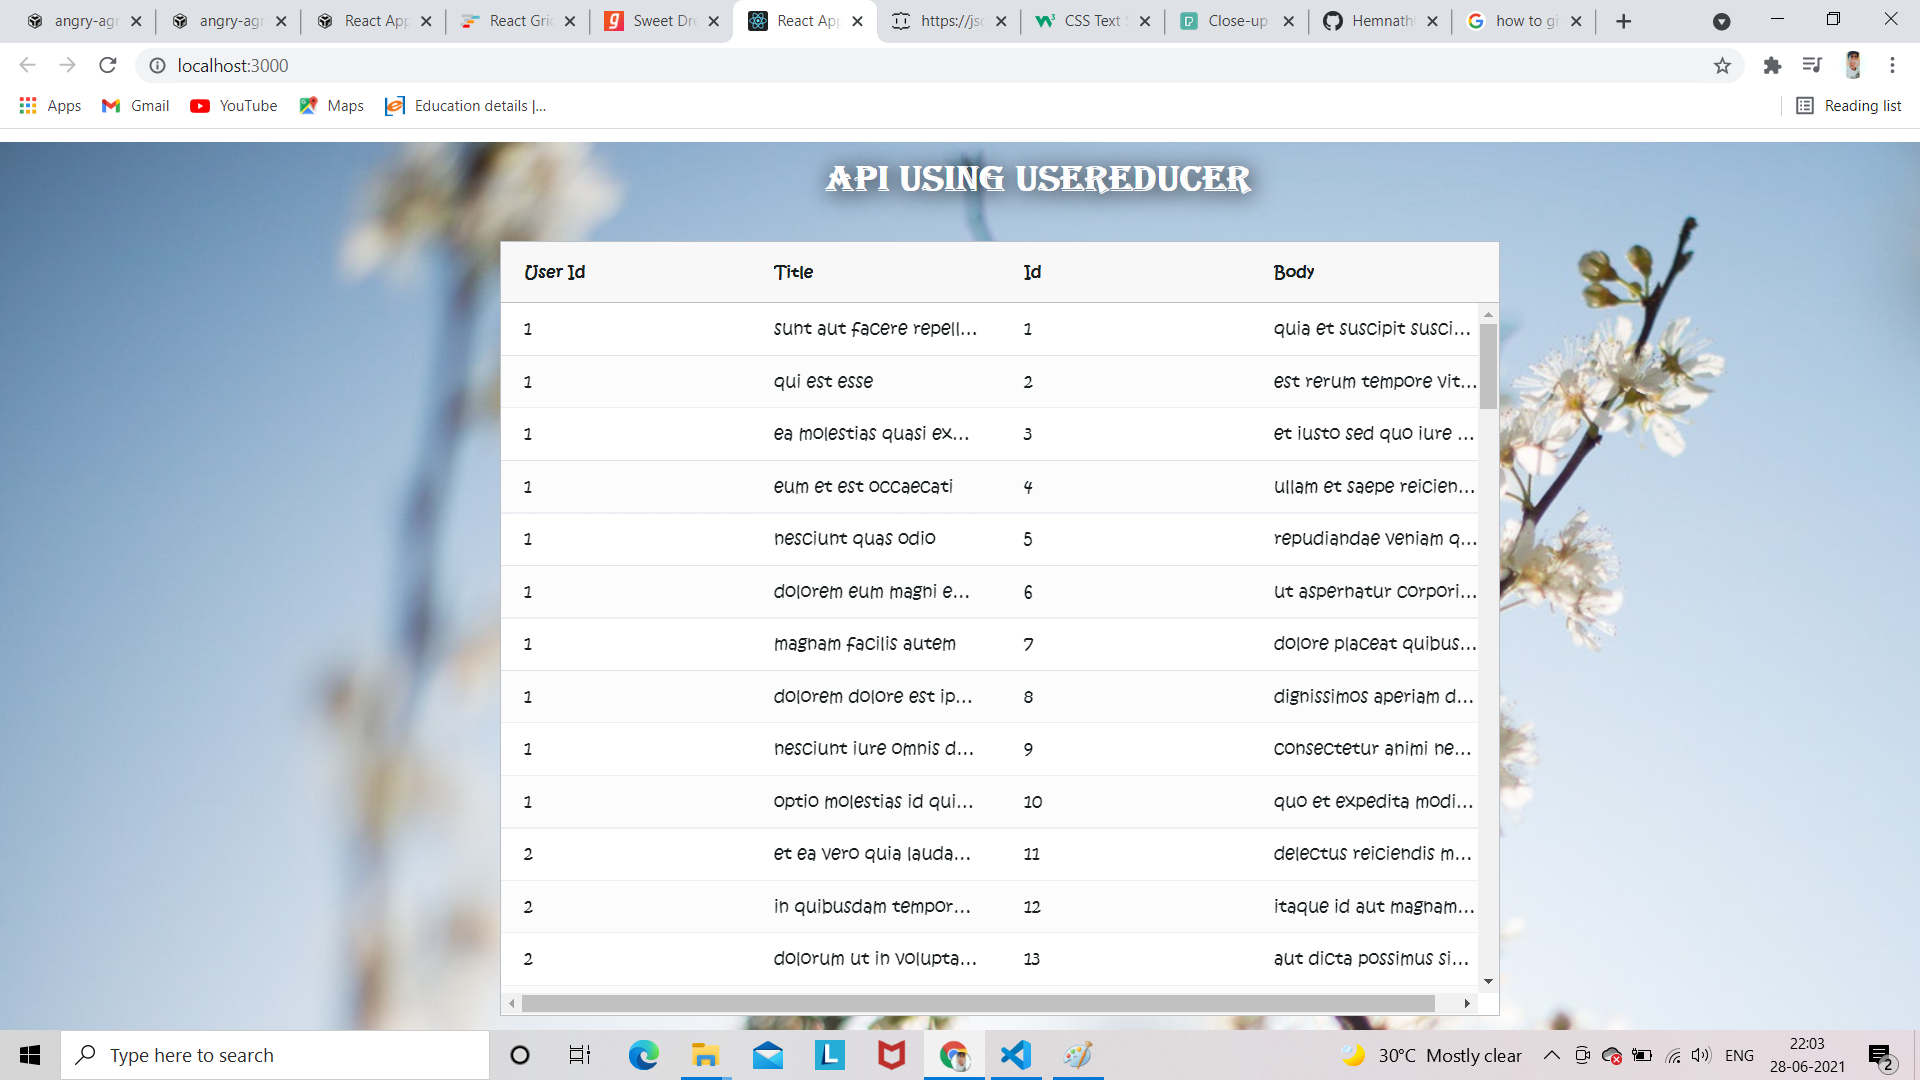 angry-agr
angry-agr
React App
React Gri
Sweet Dre
React App
https://jso
CSS Text S
Close-up
Hemnath
how to gi
localhost:3000
Apps
Gmail
YouTube
Maps
Education details |...
Reading list
API USING USEREDUCER
User Id Title Id Body
1 sunt aut facere repell... 1 quia et suscipit susci...
1 qui est esse 2 est rerum tempore vit...
1 ea molestias quasi ex... 3 et iusto sed quo iure ...
1 eum et est occaecati 4 ullam et saepe reicien...
1 nesciunt quas odio 5 repudiandae veniam q...
1 dolorem eum magni e... 6 ut aspernatur corpori...
1 magnam facilis autem 7 dolore placeat quibus...
1 dolorem dolore est ip... 8 dignissimos aperiam d...
1 nesciunt iure omnis d... 9 consectetur animi ne...
1 optio molestias id qui... 10 quo et expedita modi...
2 et ea vero quia lauda... 11 delectus reiciendis m...
2 in quibusdam tempor... 12 itaque id aut magnam...
2 dolorum ut in volupta... 13 aut dicta possimus si...
Type here to search
30°C Mostly clear
ENG
22:03
28-06-2021
2